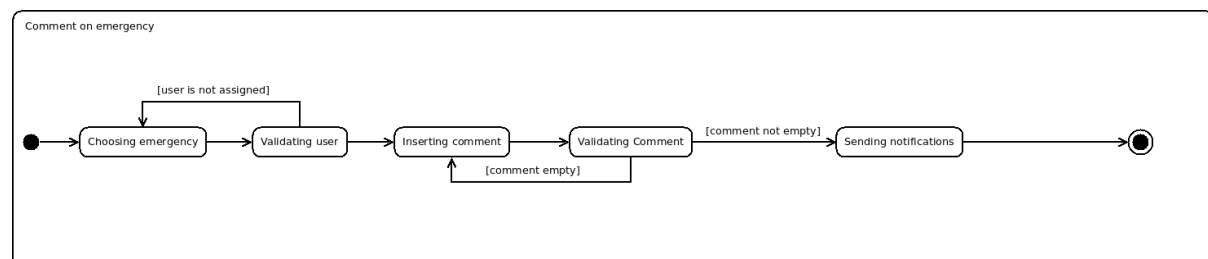 Comment on emergency
[user is not assigned]
Choosing emergency
Validating user
Inserting comment
Validating Comment
[comment not empty]
Sending notifications
[comment empty]